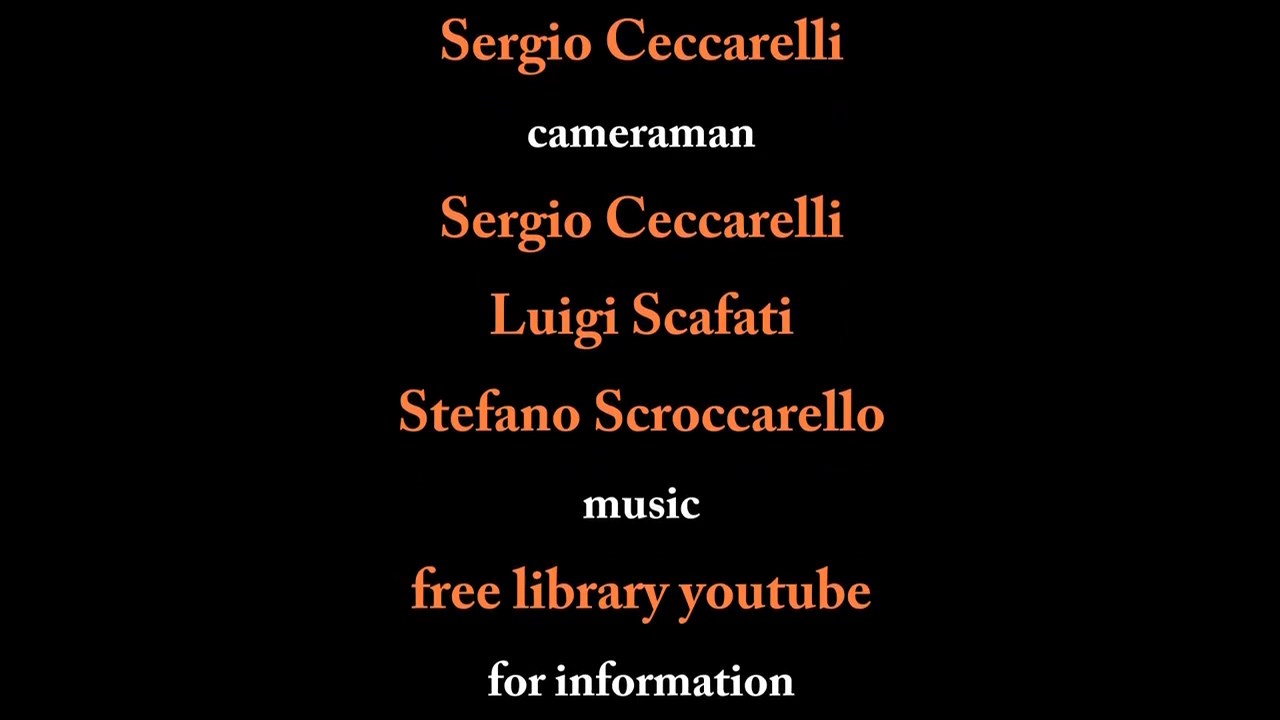 Sergio Ceccarelli
cameraman
Sergio Ceccarelli
Luigi Scafati
Stefano Scroccarello
music
free library youtube
for information